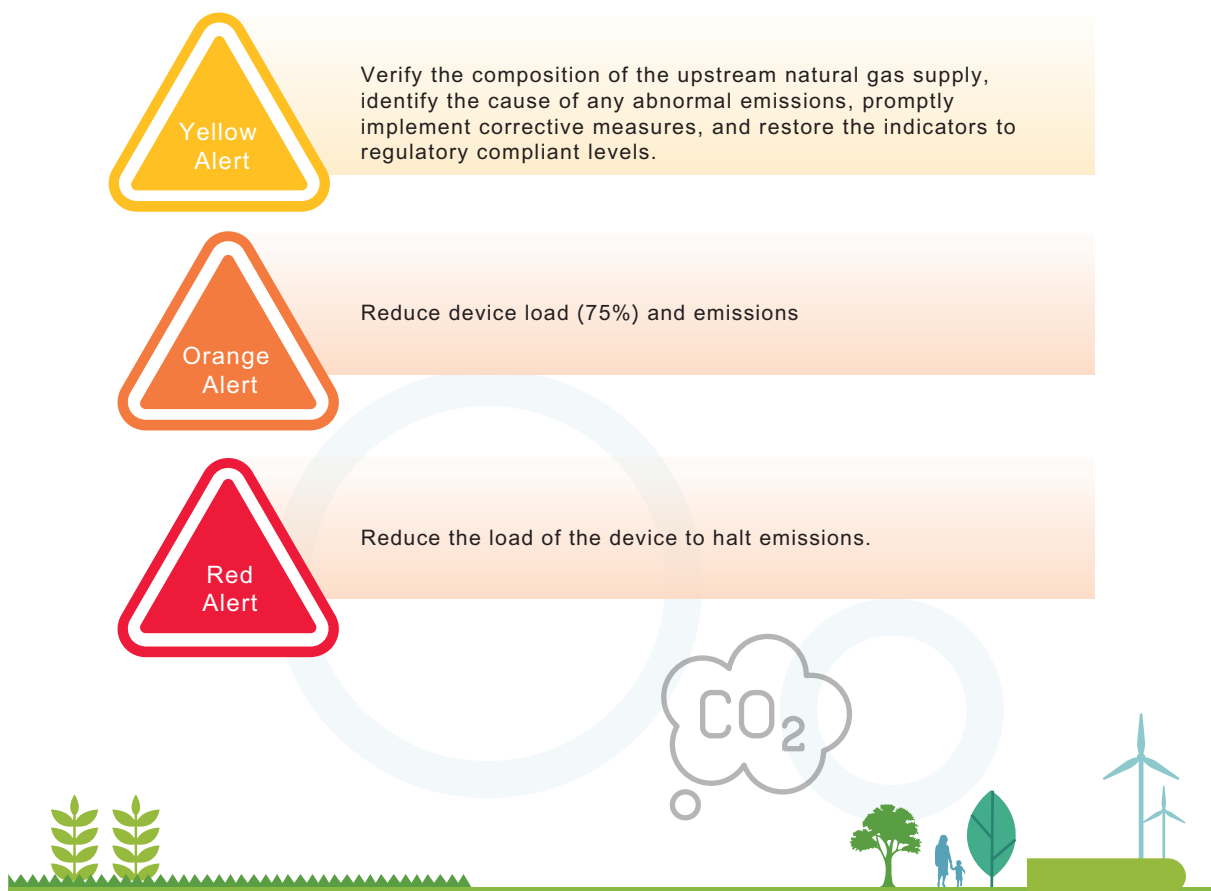 Yellow
Alert
Verify the composition of the upstream natural gas supply,
identify the cause of any abnormal emissions, promptly
implement corrective measures, and restore the indicators to
regulatory compliant levels.
Orange
Alert
Reduce device load (75%) and emissions
Red
Alert
Reduce the load of the device to halt emissions.
CO₂